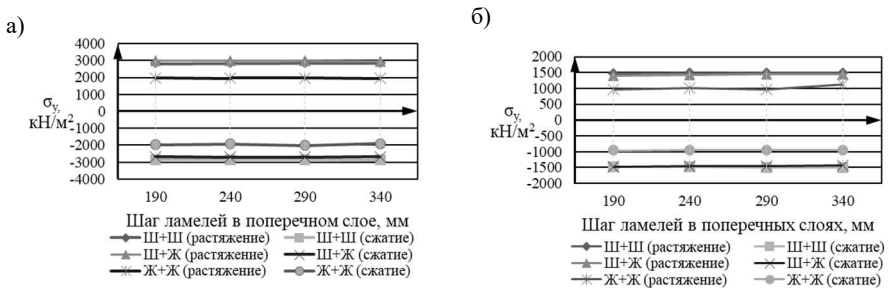 а)
4000
3000
2000
1000
0
-1000
-2000
-3000
-4000
σy,
кН/м²
190 240 290 340
Шаг ламелей в поперечном слое, мм
Ш+Ш (растяжение) Ш+Ш (сжатие)
Ш+Ж (растяжение) Ш+Ж (сжатие)
Ж+Ж (растяжение) Ж+Ж (сжатие)
б)
2000
1500
1000
500
0
-500
-1000
-1500
-2000
σy,
кН/м²
190 240 290 340
Шаг ламелей в поперечных слоях, мм
Ш+Ш (растяжение) Ш+Ш (сжатие)
Ш+Ж (растяжение) Ш+Ж (сжатие)
Ж+Ж (растяжение) Ж+Ж (сжатие)